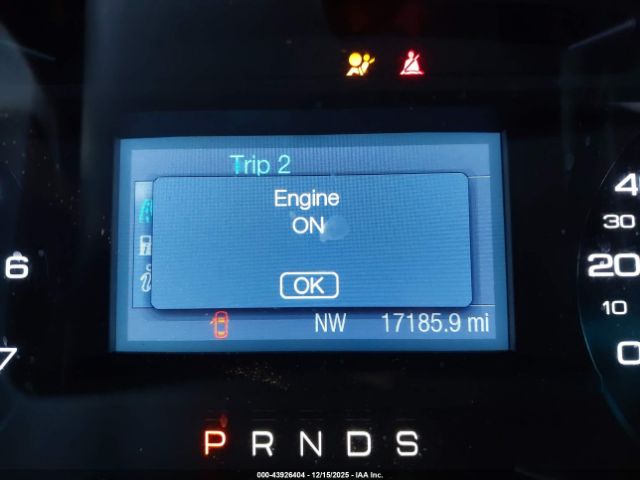 Trip 2
Engine
ON
OK
NW 17185.9 mi
6
7
4
30
20
10
0
P R N D S
000-43926404 - 12/15/2025 - IAA Inc.